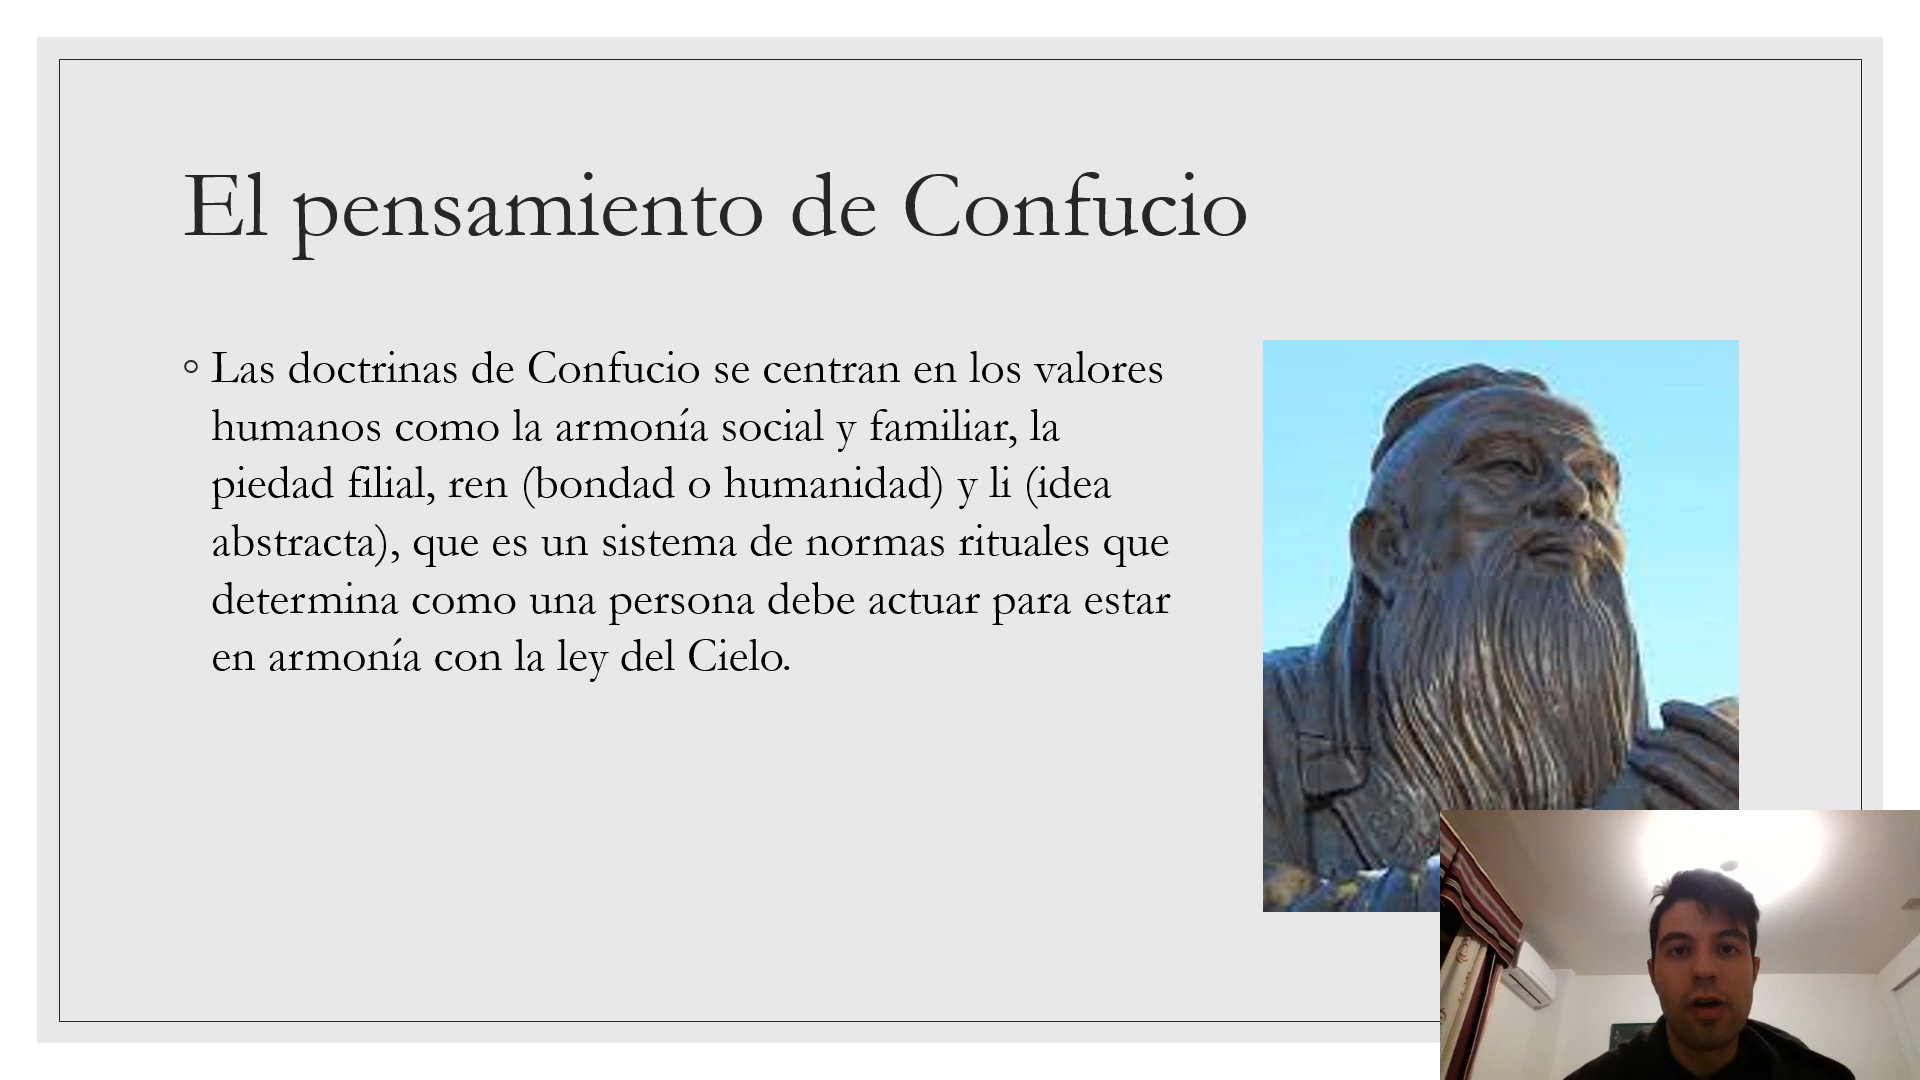 El pensamiento de Confucio
◦ Las doctrinas de Confucio se centran en los valores
humanos como la armonía social y familiar, la
piedad filial, ren (bondad o humanidad) y li (idea
abstracta), que es un sistema de normas rituales que
determina como una persona debe actuar para estar
en armonía con la ley del Cielo.